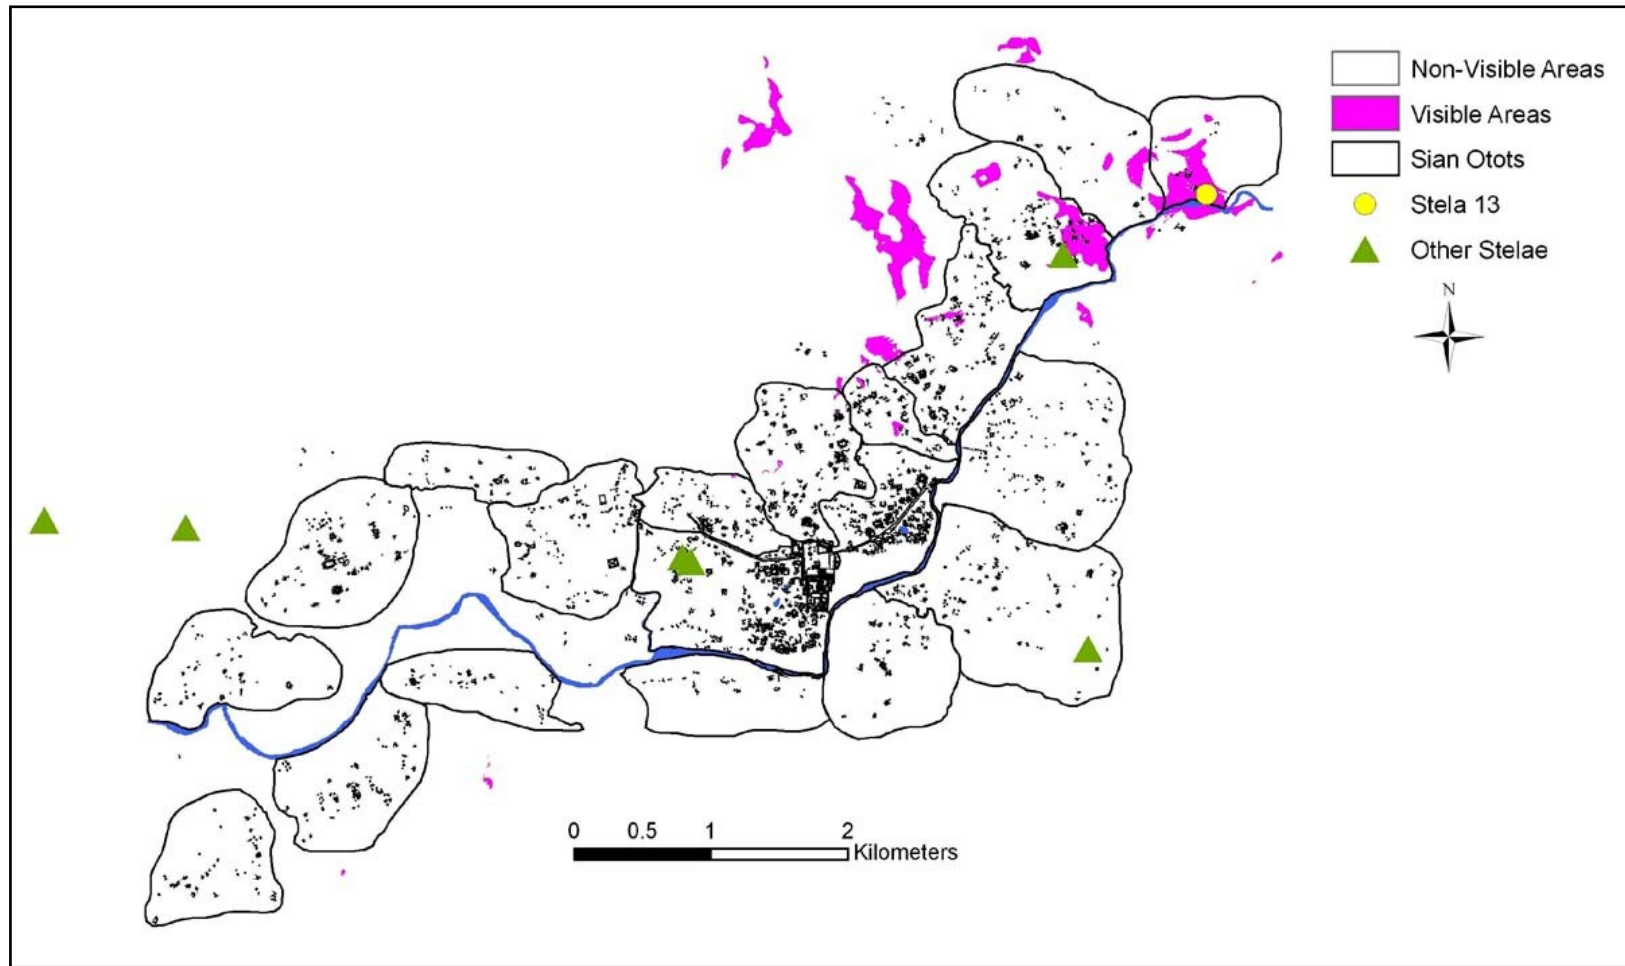 Non-Visible Areas
Visible Areas
Sian Otots
Stela 13
Other Stelae
N
0 0.5 1 2
Kilometers